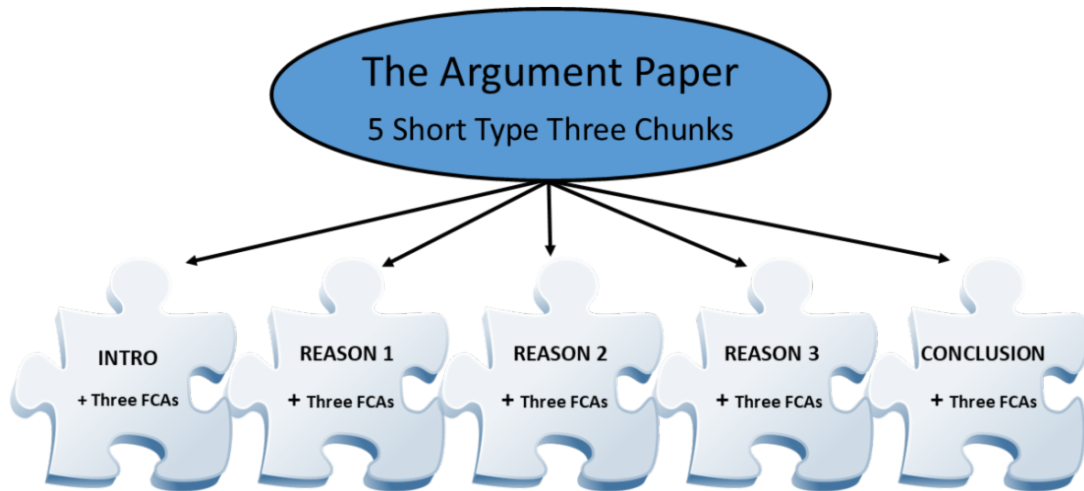 The Argument Paper
5 Short Type Three Chunks
INTRO
+ Three FCAs
REASON 1
+ Three FCAs
REASON 2
+ Three FCAs
REASON 3
+ Three FCAs
CONCLUSION
+ Three FCAs